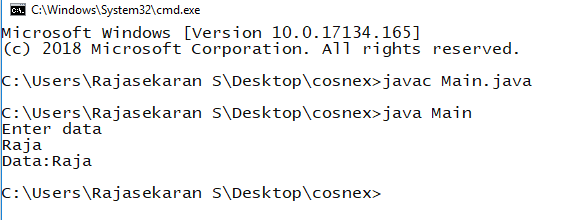 C:\Windows\System32\cmd.exe
Microsoft Windows [Version 10.0.17134.165]
(c) 2018 Microsoft Corporation. All rights reserved.
C:\Users\Rajasekaran S\Desktop\cosnex>javac Main.java
C:\Users\Rajasekaran S\Desktop\cosnex>java Main
Enter data
Raja
Data:Raja
C:\Users\Rajasekaran S\Desktop\cosnex>